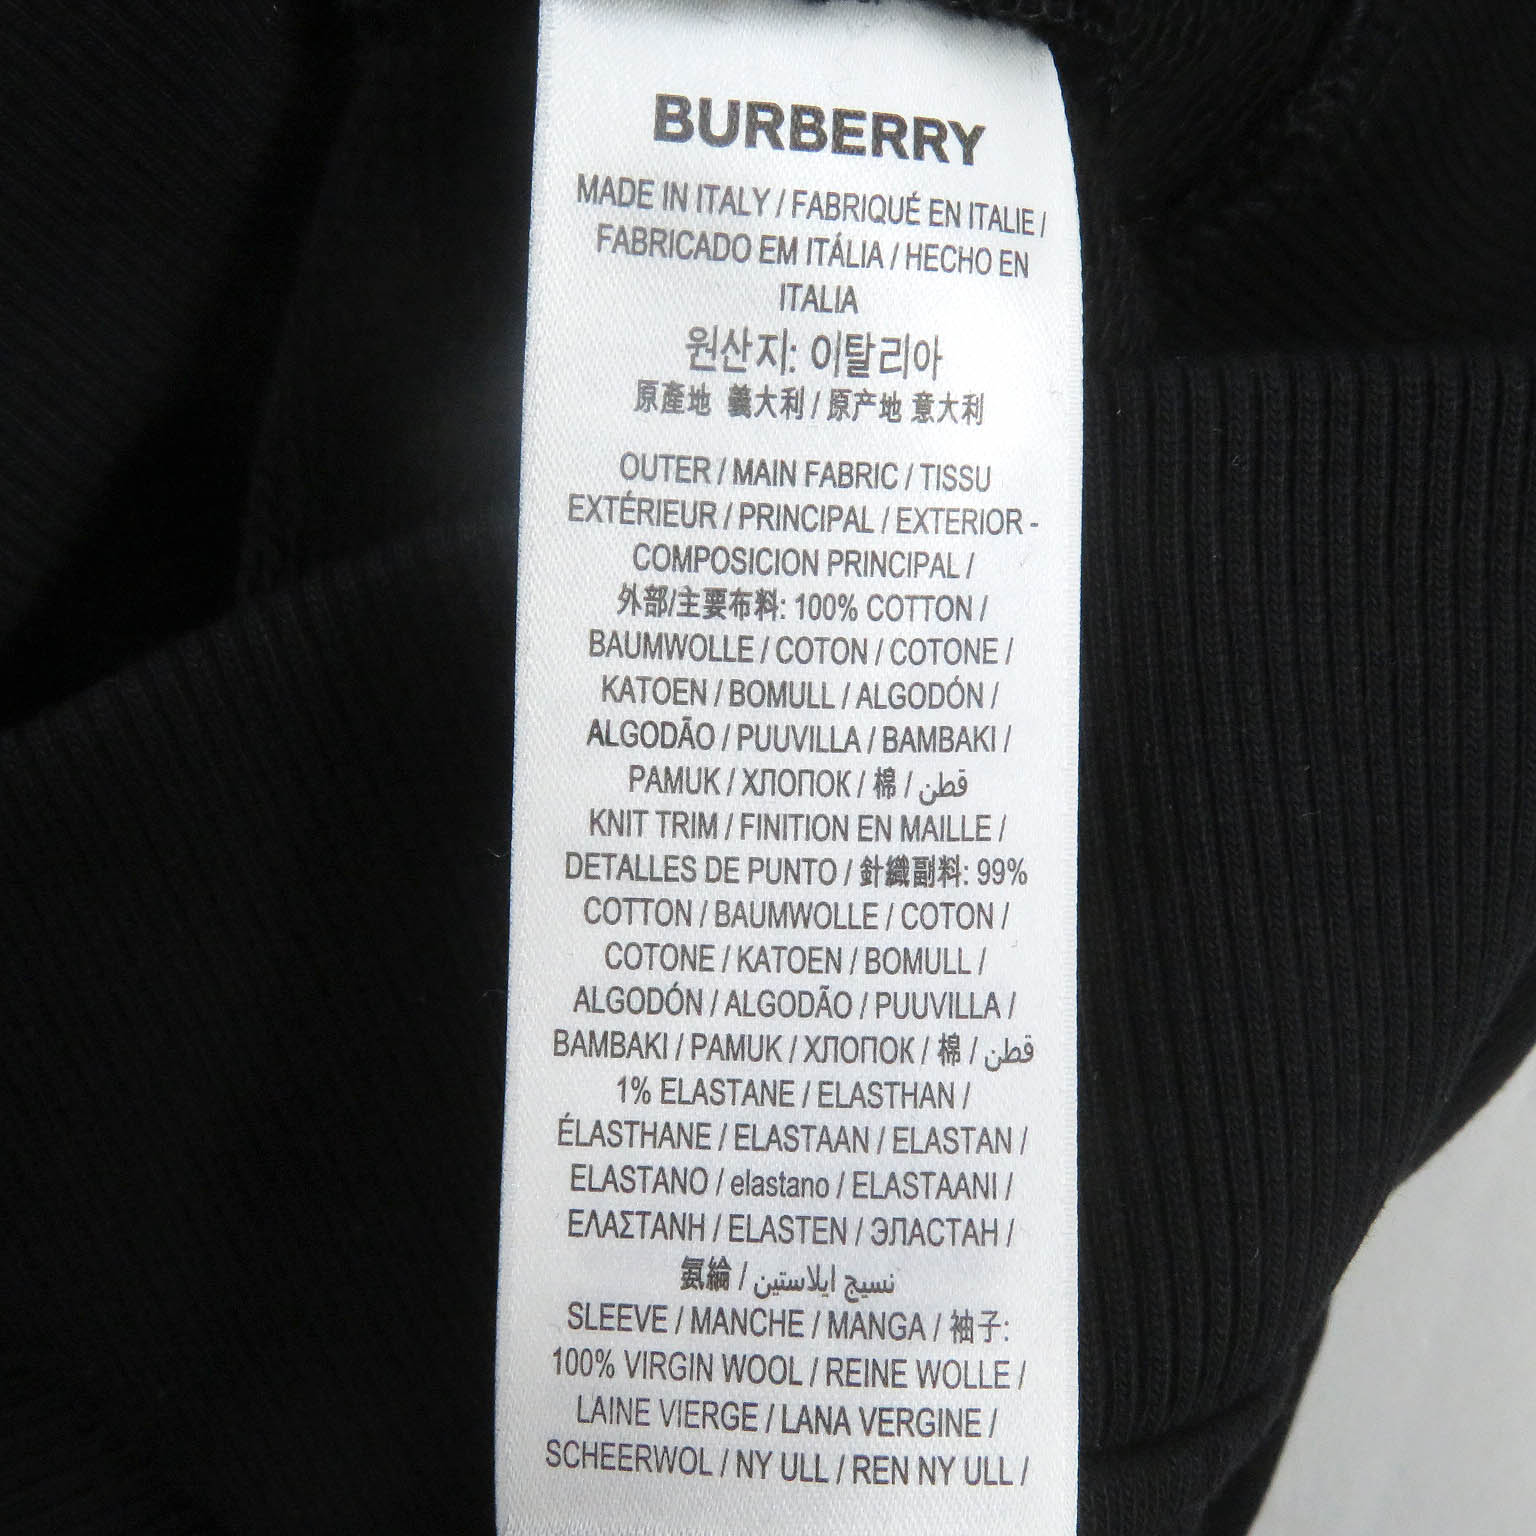 BURBERRY
MADE IN ITALY / FABRIQUÉ EN ITALIE /
FABRICADO EM ITÁLIA / HECHO EN
ITALIA
원산지: 이탈리아
原產地 義大利 / 原产地 意大利
OUTER / MAIN FABRIC / TISSU
EXTÉRIEUR / PRINCIPAL / EXTERIOR -
COMPOSICION PRINCIPAL /
外部/主要布料: 100% COTTON /
BAUMWOLLE / COTON / COTONE /
KATOEN / BOMULL / ALGODÓN /
ALGODÃO / PUUVILLA / BAMBAKI /
PAMUK / ХЛОПОК / 棉 / قطن
KNIT TRIM / FINITION EN MAILLE /
DETALLES DE PUNTO / 針織副料: 99%
COTTON / BAUMWOLLE / COTON /
COTONE / KATOEN / BOMULL /
ALGODÓN / ALGODÃO / PUUVILLA /
BAMBAKI / PAMUK / ХЛОПОК / 棉 / قطن
1% ELASTANE / ELASTHAN /
ÉLASTHANE / ELASTAAN / ELASTAN /
ELASTANO / elastano / ELASTAANI /
ΕΛΑΣΤΑΝΗ / ELASTEN / ЭЛАСТАН /
氨綸 / نسيج ايلاستين
SLEEVE / MANCHE / MANGA / 袖子:
100% VIRGIN WOOL / REINE WOLLE /
LAINE VIERGE / LANA VERGINE /
SCHEERWOL / NY ULL / REN NY ULL /